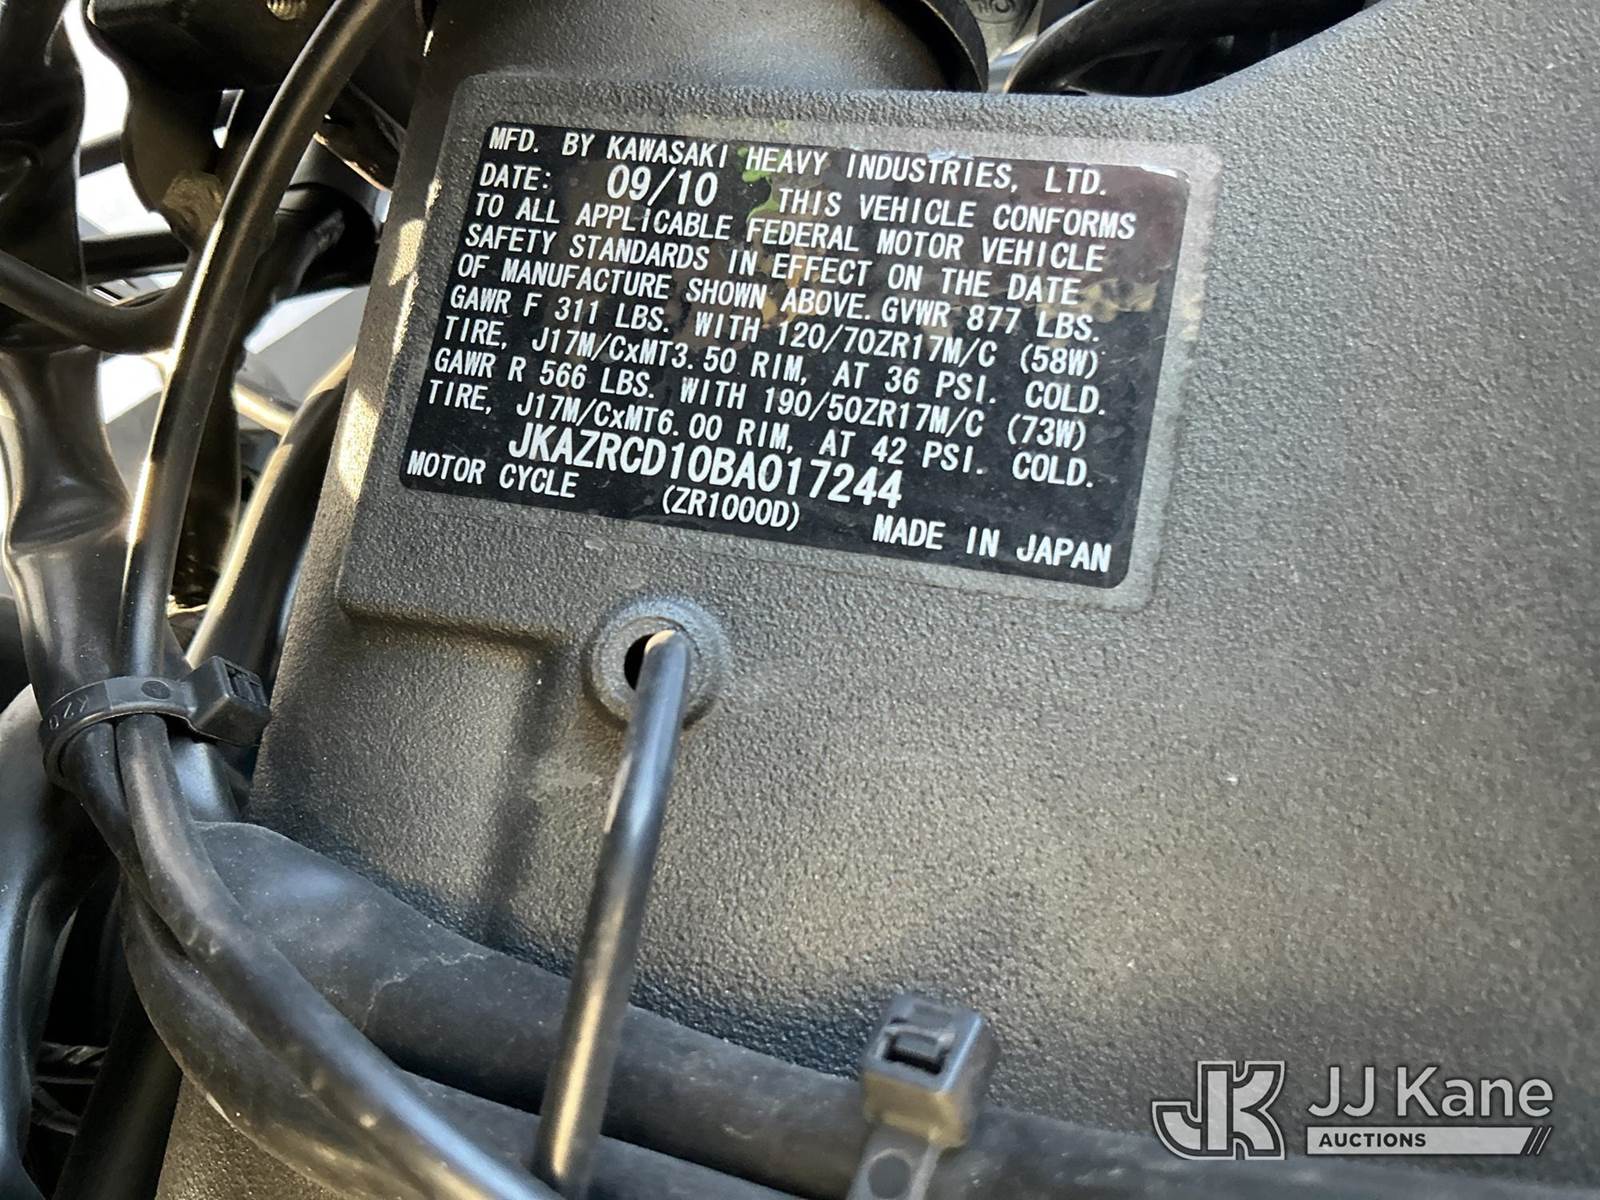 MFD. BY KAWASAKI HEAVY INDUSTRIES, LTD.
DATE: 09/10 THIS VEHICLE CONFORMS
TO ALL APPLICABLE FEDERAL MOTOR VEHICLE
SAFETY STANDARDS IN EFFECT ON THE DATE
OF MANUFACTURE SHOWN ABOVE. GVWR 877 LBS.
GAWR F 311 LBS. WITH 120/70ZR17M/C (58W)
TIRE, J17M/CxMT3.50 RIM, AT 36 PSI. COLD.
GAWR R 566 LBS. WITH 190/50ZR17M/C (73W)
TIRE, J17M/CxMT6.00 RIM, AT 42 PSI. COLD.
JKAZRCD10BA017244
MOTOR CYCLE (ZR1000D) MADE IN JAPAN
JK JJ Kane
AUCTIONS